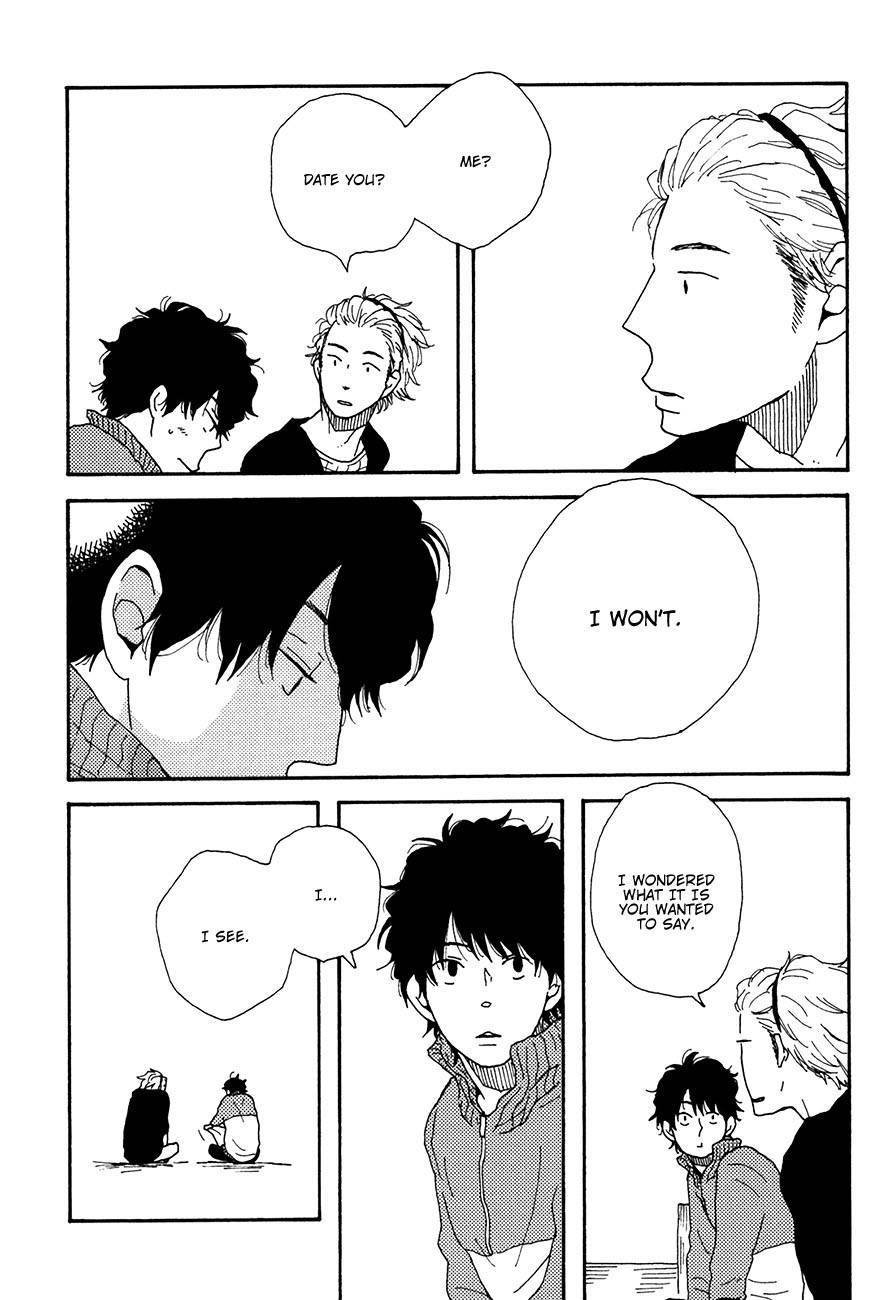 ME?
DATE YOU?
I WON'T.
I WONDERED
WHAT IT IS
YOU WANTED
TO SAY.
I...
I SEE.